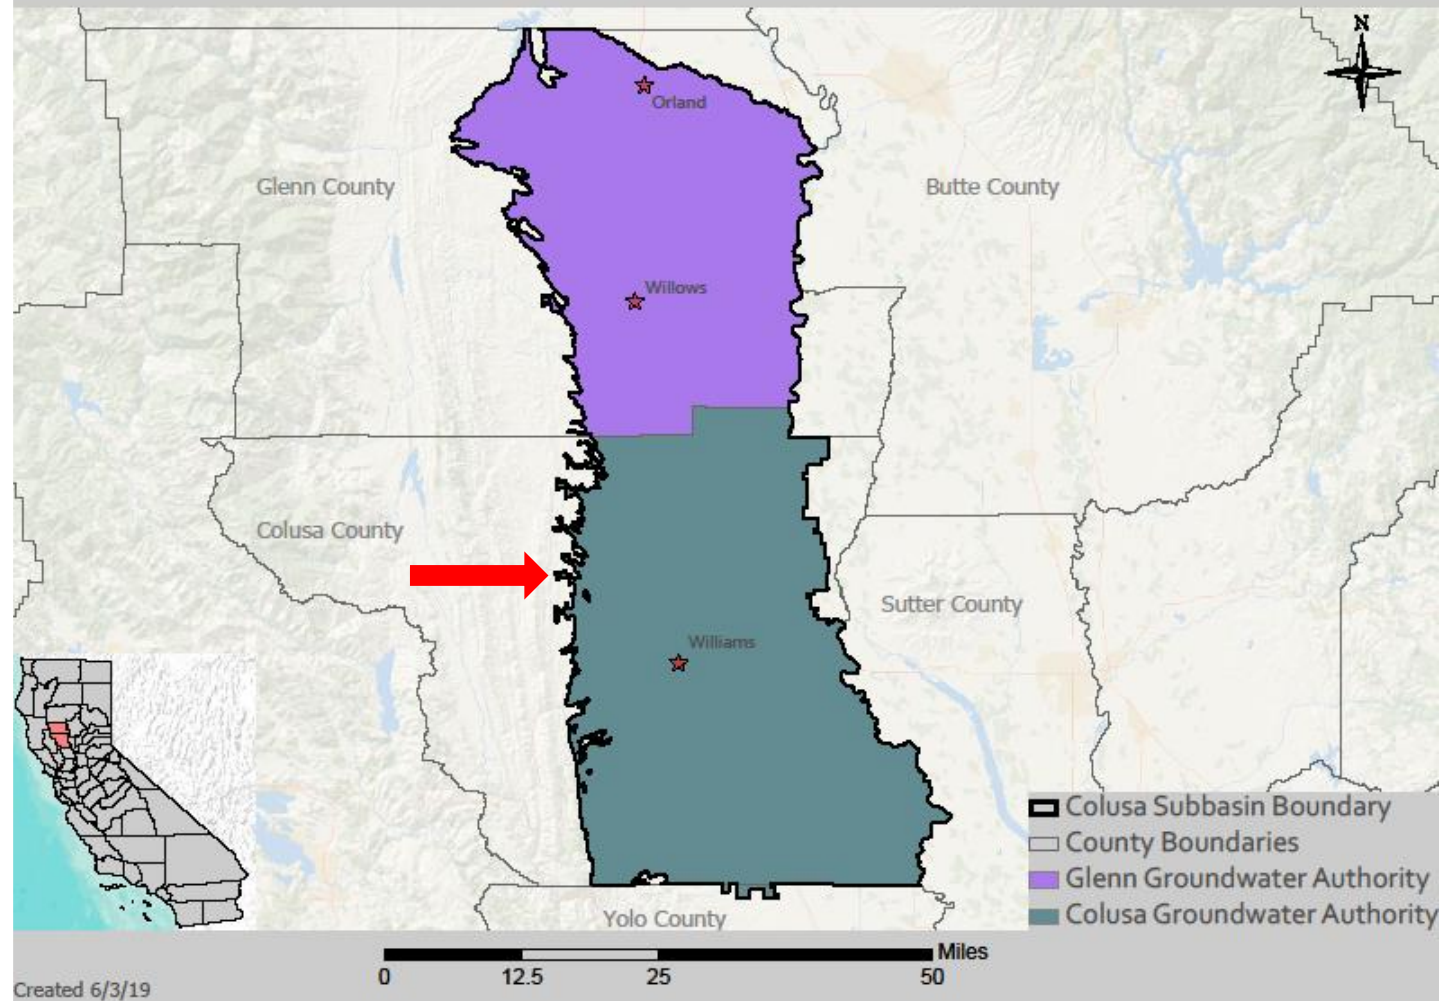 N
Orland
Glenn County
Butte County
Willows
Colusa County
Sutter County
Williams
Colusa Subbasin Boundary
County Boundaries
Glenn Groundwater Authority
Colusa Groundwater Authority
Yolo County
Miles
0 12.5 25 50
Created 6/3/19